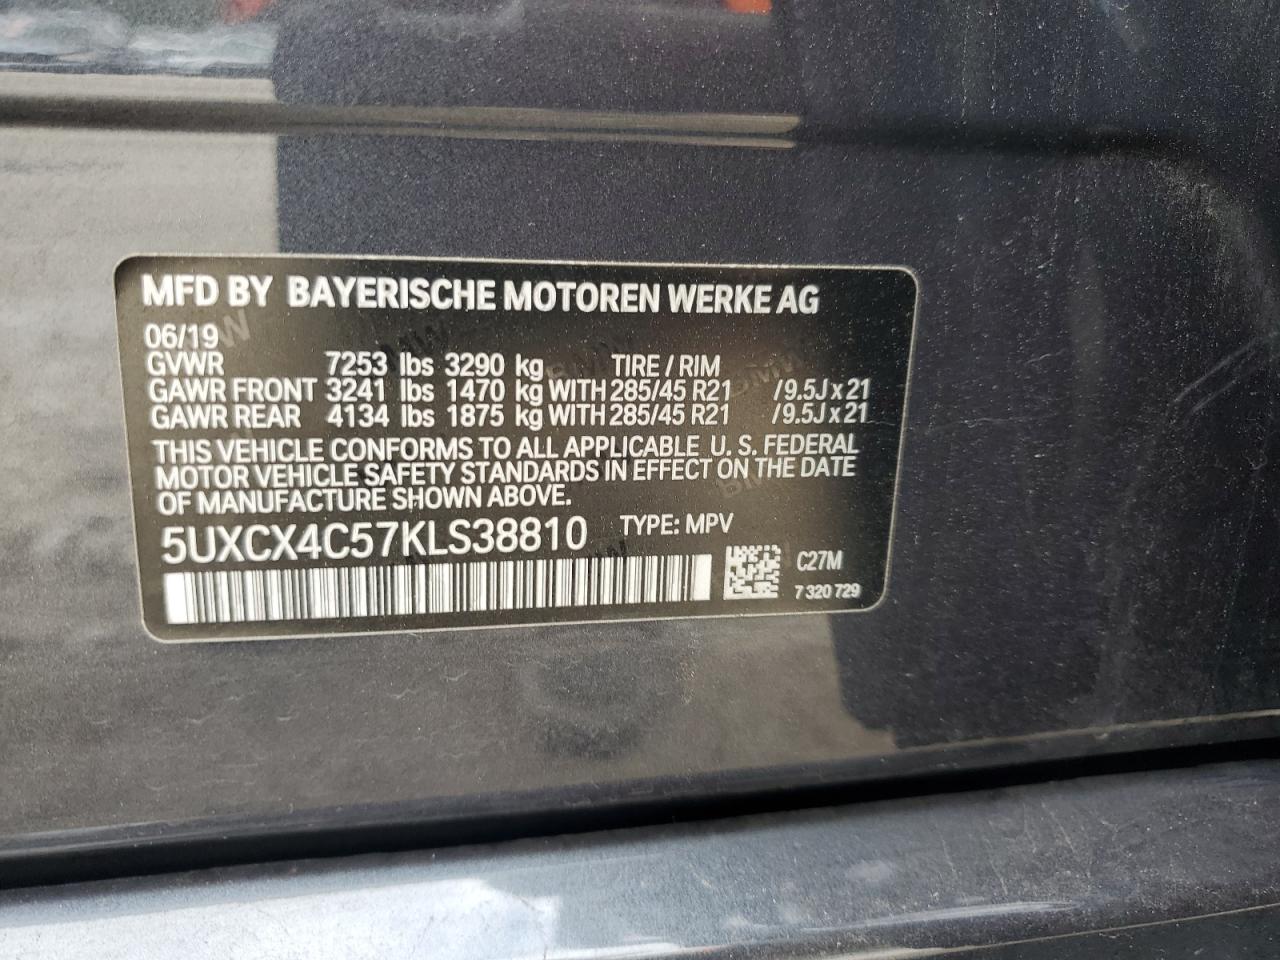 MFD BY BAYERISCHE MOTOREN WERKE AG
06/19
GVWR 7253 lbs 3290 kg TIRE / RIM
GAWR FRONT 3241 lbs 1470 kg WITH 285/45 R21 /9.5J x 21
GAWR REAR 4134 lbs 1875 kg WITH 285/45 R21 /9.5J x 21
THIS VEHICLE CONFORMS TO ALL APPLICABLE U. S. FEDERAL
MOTOR VEHICLE SAFETY STANDARDS IN EFFECT ON THE DATE
OF MANUFACTURE SHOWN ABOVE.
5UXCX4C57KLS38810 TYPE: MPV
C27M
7 320 729